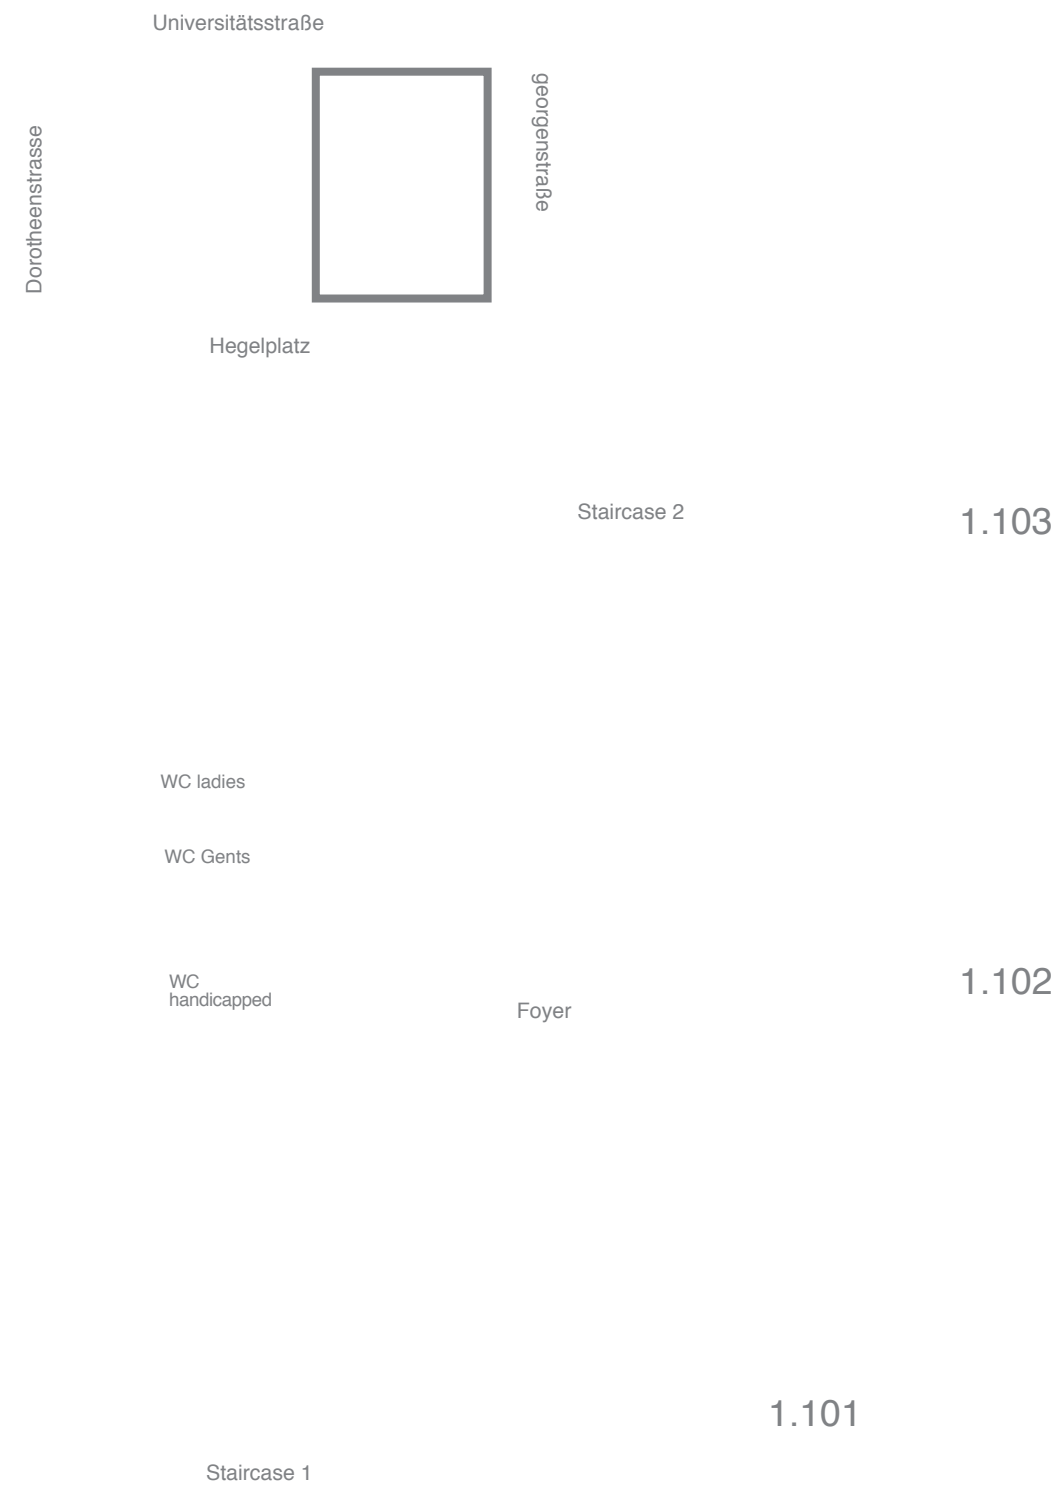 Universitätsstraße
georgenstraße
Dorotheenstrasse
Hegelplatz
Staircase 2
1.103
WC ladies
WC Gents
WC
handicapped
1.102
Foyer
1.101
Staircase 1